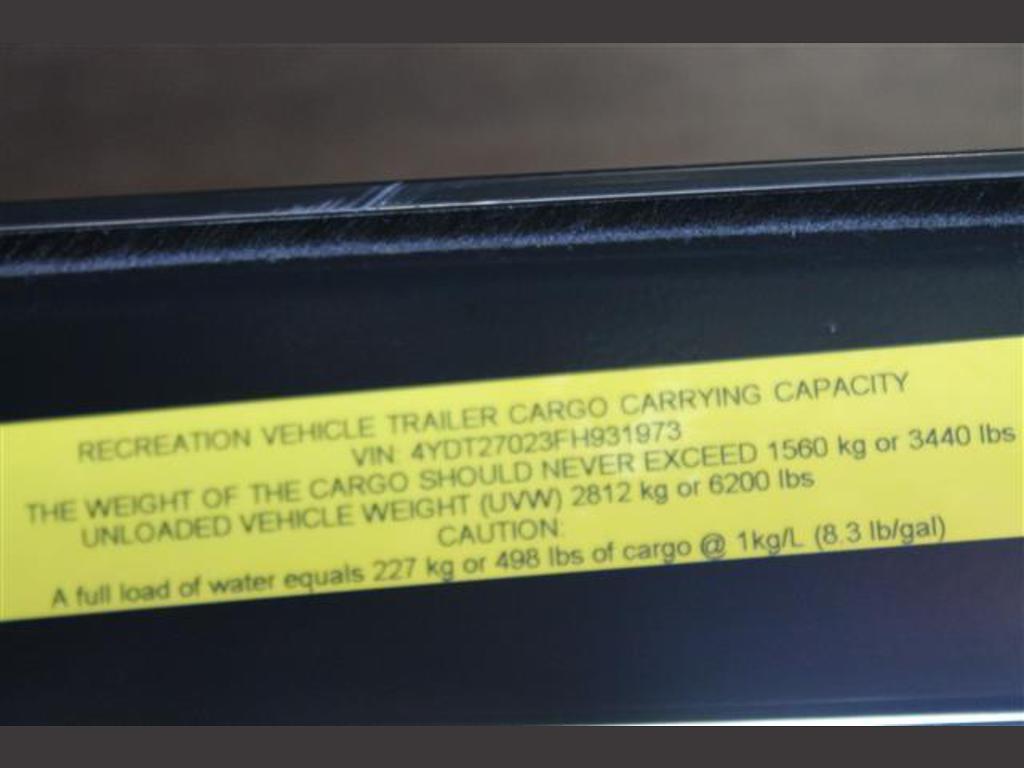 RECREATION VEHICLE TRAILER CARGO CARRYING CAPACITY
VIN: 4YDT27023FH931973
THE WEIGHT OF THE CARGO SHOULD NEVER EXCEED 1560 kg or 3440 lbs
UNLOADED VEHICLE WEIGHT (UVW) 2812 kg or 6200 lbs
CAUTION:
A full load of water equals 227 kg or 498 lbs of cargo @ 1kg/L (8.3 lb/gal)